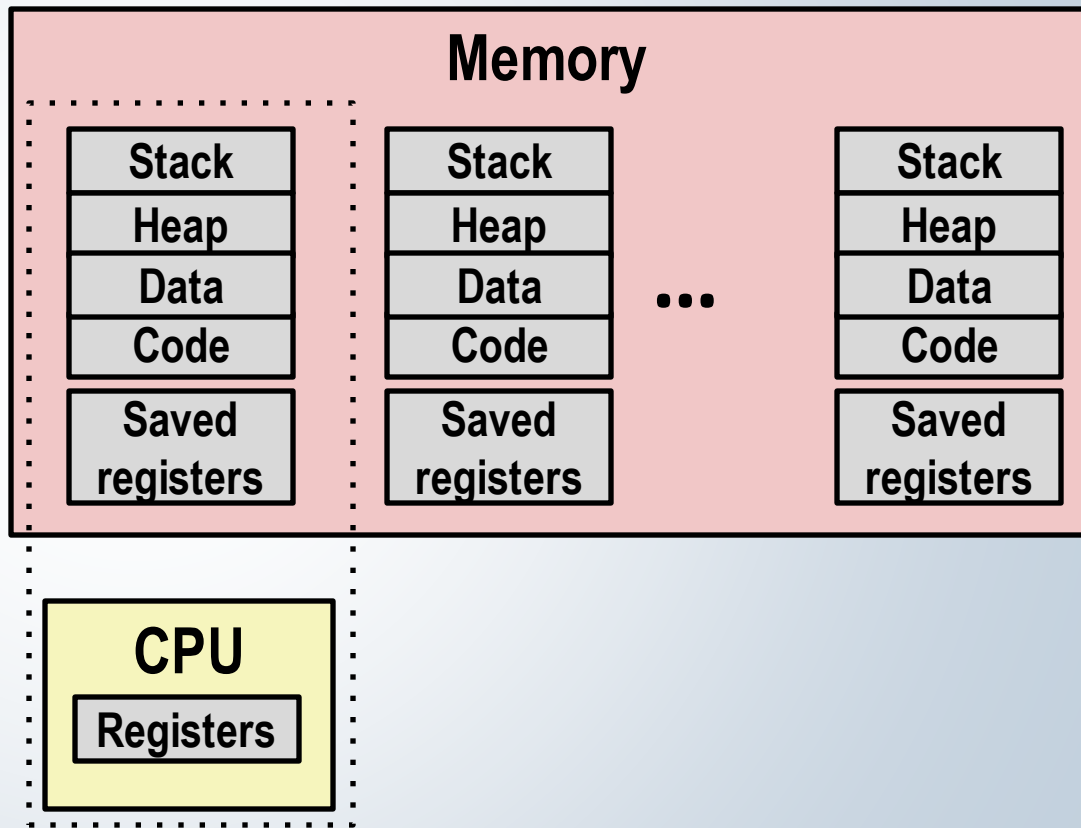 Memory
Stack
Heap
Data
Code
Saved
registers
Stack
Heap
Data
Code
Saved
registers
...
Stack
Heap
Data
Code
Saved
registers
CPU
Registers